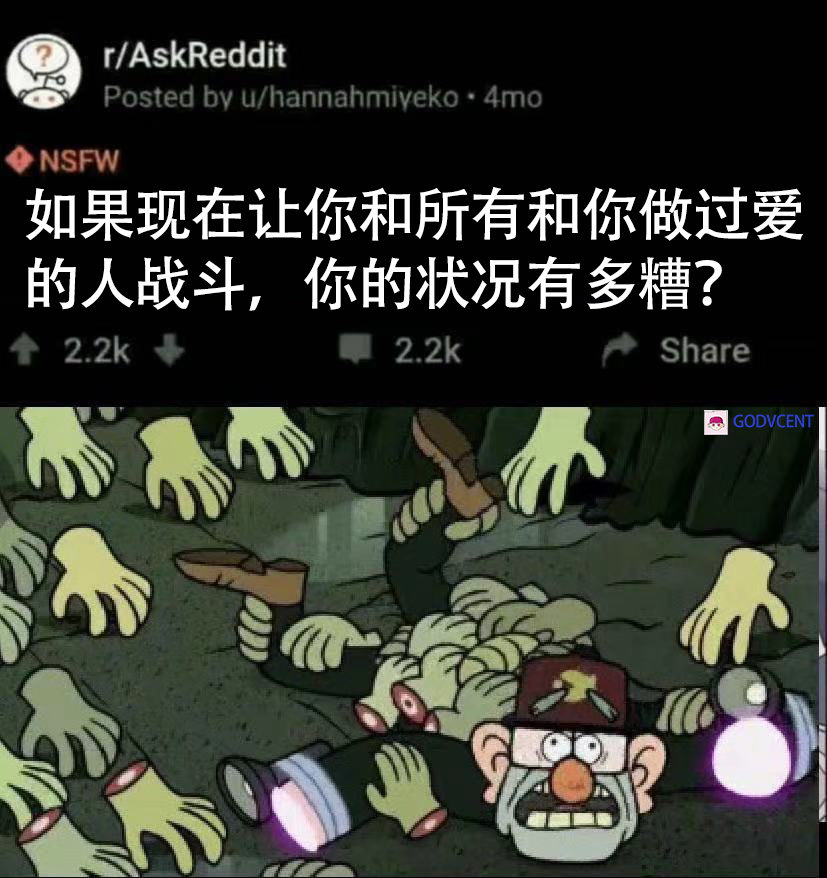 r/AskReddit
Posted by u/hannahmiyeko • 4mo
NSFW
如果现在让你和所有和你做过爱
的人战斗，你的状况有多糟？
2.2k 2.2k Share
GODVCENT